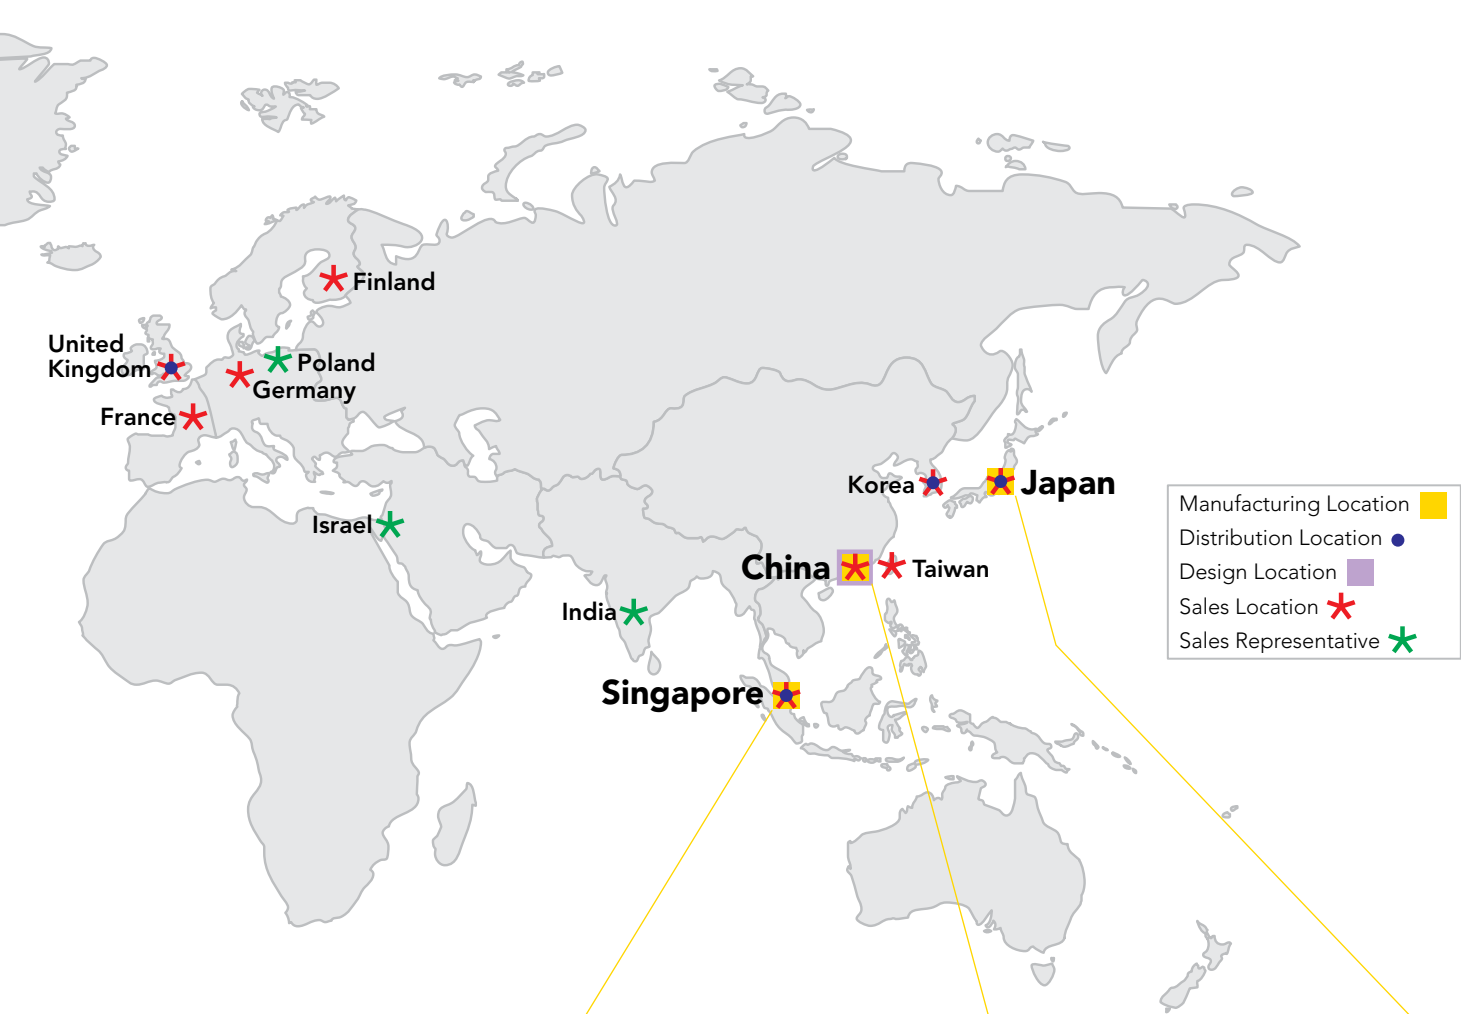 Finland
United
Kingdom
Poland
Germany
France
Korea
Japan
Israel
China
Taiwan
India
Singapore
Manufacturing Location
Distribution Location
Design Location
Sales Location
Sales Representative